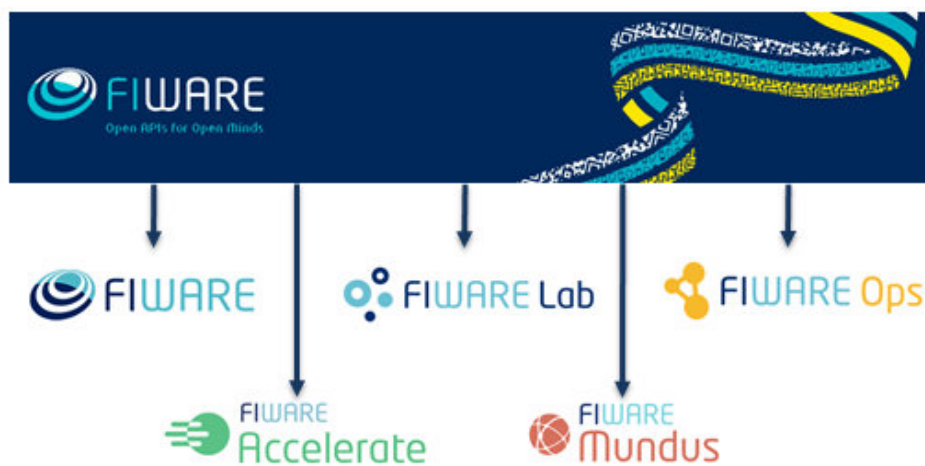 FIWARE
Open APIs for Open Minds
FIWARE
FIWARE Lab
FIWARE Ops
FIWARE
Accelerate
FIWARE
Mundus